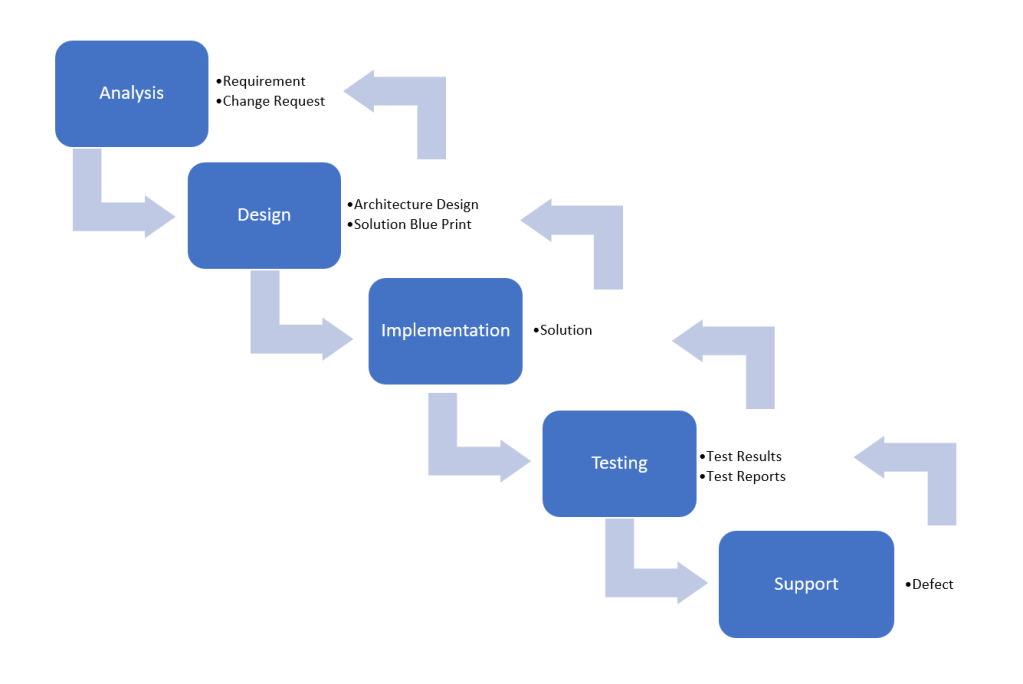 Analysis
•Requirement
•Change Request
Design
•Architecture Design
•Solution Blue Print
Implementation
•Solution
Testing
•Test Results
•Test Reports
Support
•Defect